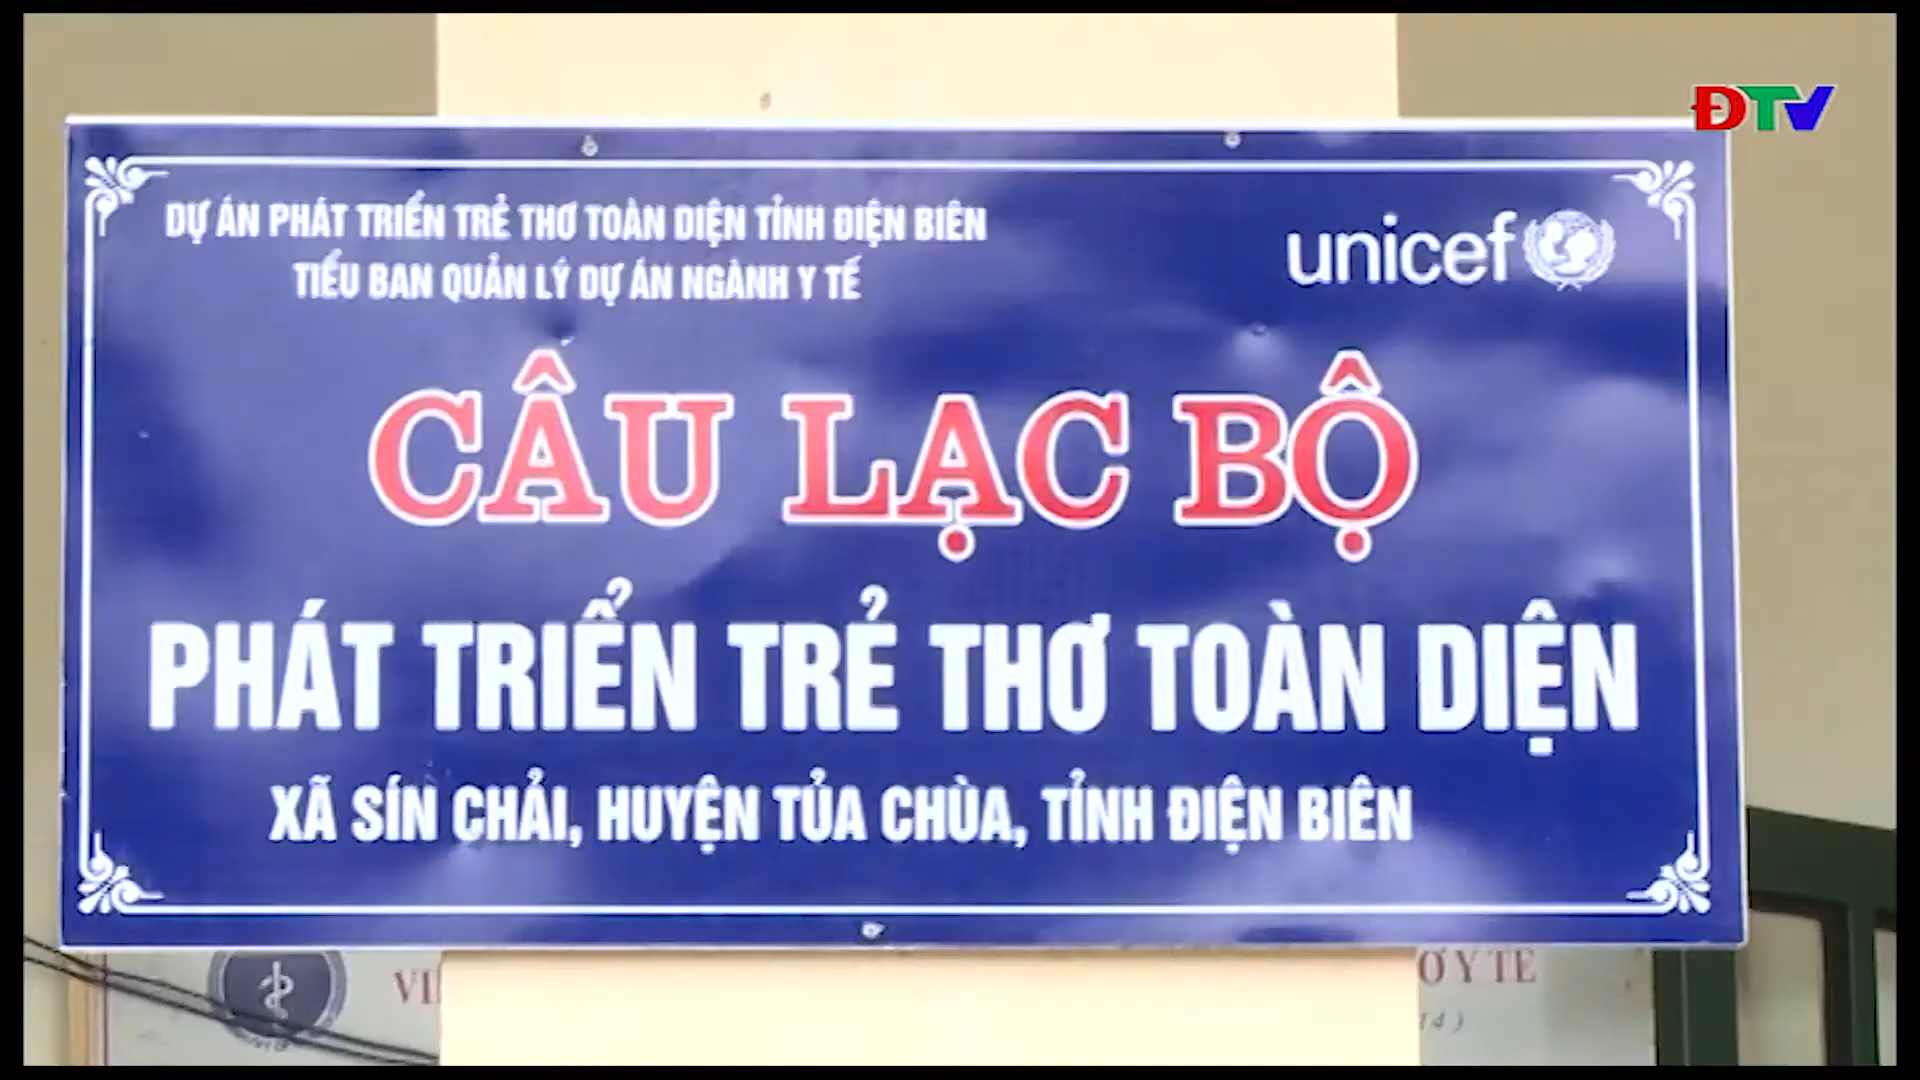 ĐTV
DỰ ÁN PHÁT TRIỂN TRẺ THƠ TOÀN DIỆN TỈNH ĐIỆN BIÊN
TIỂU BAN QUẢN LÝ DỰ ÁN NGÀNH Y TẾ
unicef
CÂU LẠC BỘ
PHÁT TRIỂN TRẺ THƠ TOÀN DIỆN
XÃ SÍN CHẢI, HUYỆN TỦA CHÙA, TỈNH ĐIỆN BIÊN
Y TẾ